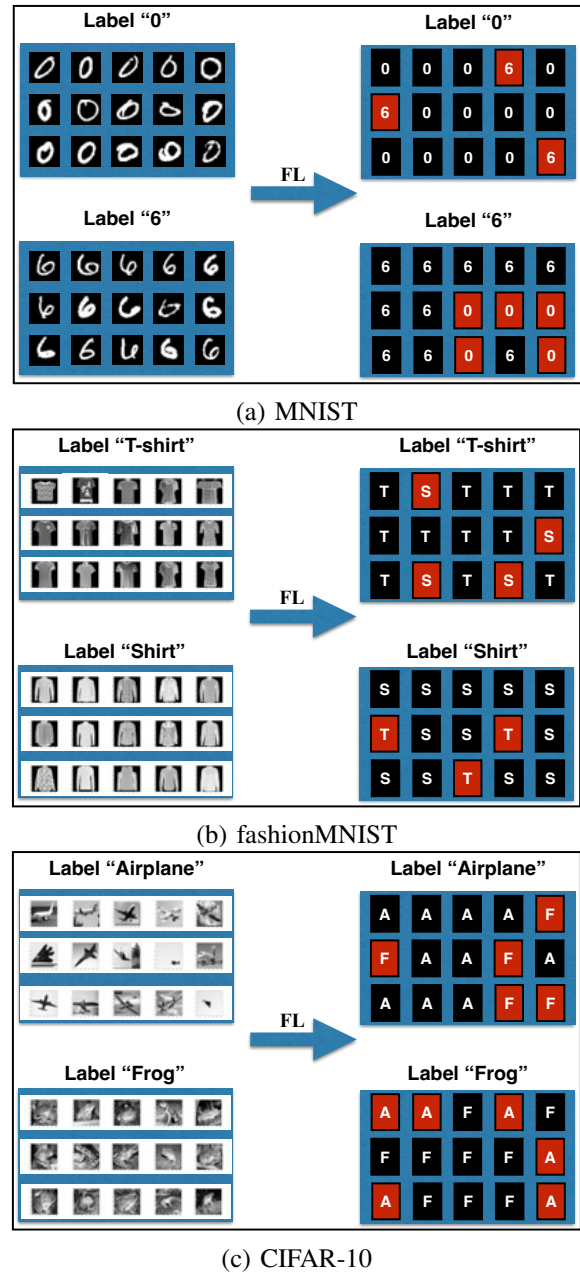 Label “0”
Label “0”
0 0 0 6 0
6 0 0 0 0
0 0 0 0 6
FL
Label “6”
Label “6”
6 6 6 6 6
6 6 0 0 0
6 6 0 6 0
(a) MNIST
Label “T-shirt”
Label “T-shirt”
T S T T T
T T T T S
T S T S T
FL
Label “Shirt”
Label “Shirt”
S S S S S
T S S T S
S S T S S
(b) fashionMNIST
Label “Airplane”
Label “Airplane”
A A A A F
F A A F A
A A A F F
FL
Label “Frog”
Label “Frog”
A A F A F
F F F F A
A F F F A
(c) CIFAR-10